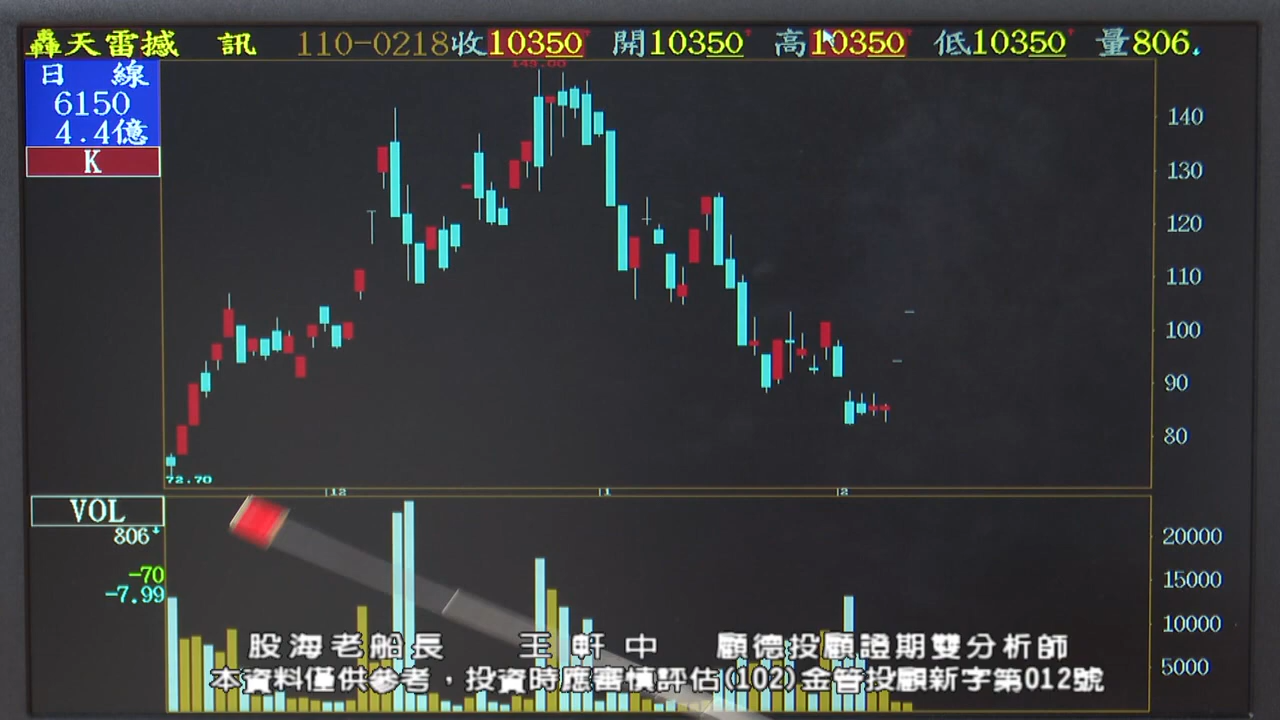 轟天雷撼 訊 110-0218收10350 開10350 高10350 低10350 量806
日 線
6150
4.4億
K
145.00
140
130
120
110
100
90
80
72.70
12 1 2
VOL
806
-70
-7.99
20000
15000
10000
5000
股海老船長 王軒中 顧德投顧證期雙分析師
本資料僅供參考，投資時應審慎評估(102)金管投顧新字第012號